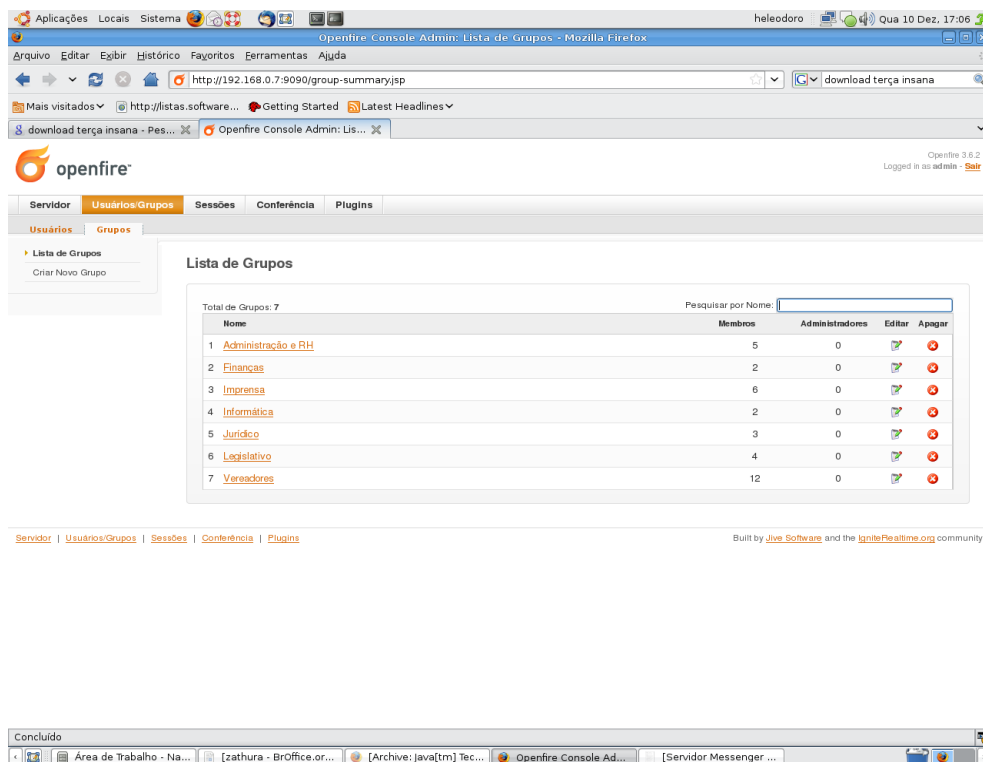 Aplicações Locais Sistema heleodoro Qua 10 Dez, 17:06
Openfire Console Admin: Lista de Grupos - Mozilla Firefox
Arquivo Editar Exibir Histórico Favoritos Ferramentas Ajuda
http://192.168.0.7:9090/group-summary.jsp G download terça insana
Mais visitados http://listas.software... Getting Started Latest Headlines
8 download terça insana - Pes... Openfire Console Admin: Lis...
openfire
Openfire 3.6.2
Logged in as admin - Sair
Servidor Usuários/Grupos Sessões Conferência Plugins
Usuários Grupos
Lista de Grupos
Criar Novo Grupo
Lista de Grupos
Total de Grupos: 7 Pesquisar por Nome:
Nome Membros Administradores Editar Apagar
1 Administração e RH 5 0
2 Finanças 2 0
3 Imprensa 6 0
4 Informática 2 0
5 Jurídico 3 0
6 Legislativo 4 0
7 Vereadores 12 0
Servidor | Usuários/Grupos | Sessões | Conferência | Plugins Built by Jive Software and the IgniteRealtime.org community
Concluído
Área de Trabalho - Na... [zathura - BrOffice.or... [Archive: Java[tm] Tec... Openfire Console Ad... [Servidor Messenger ...